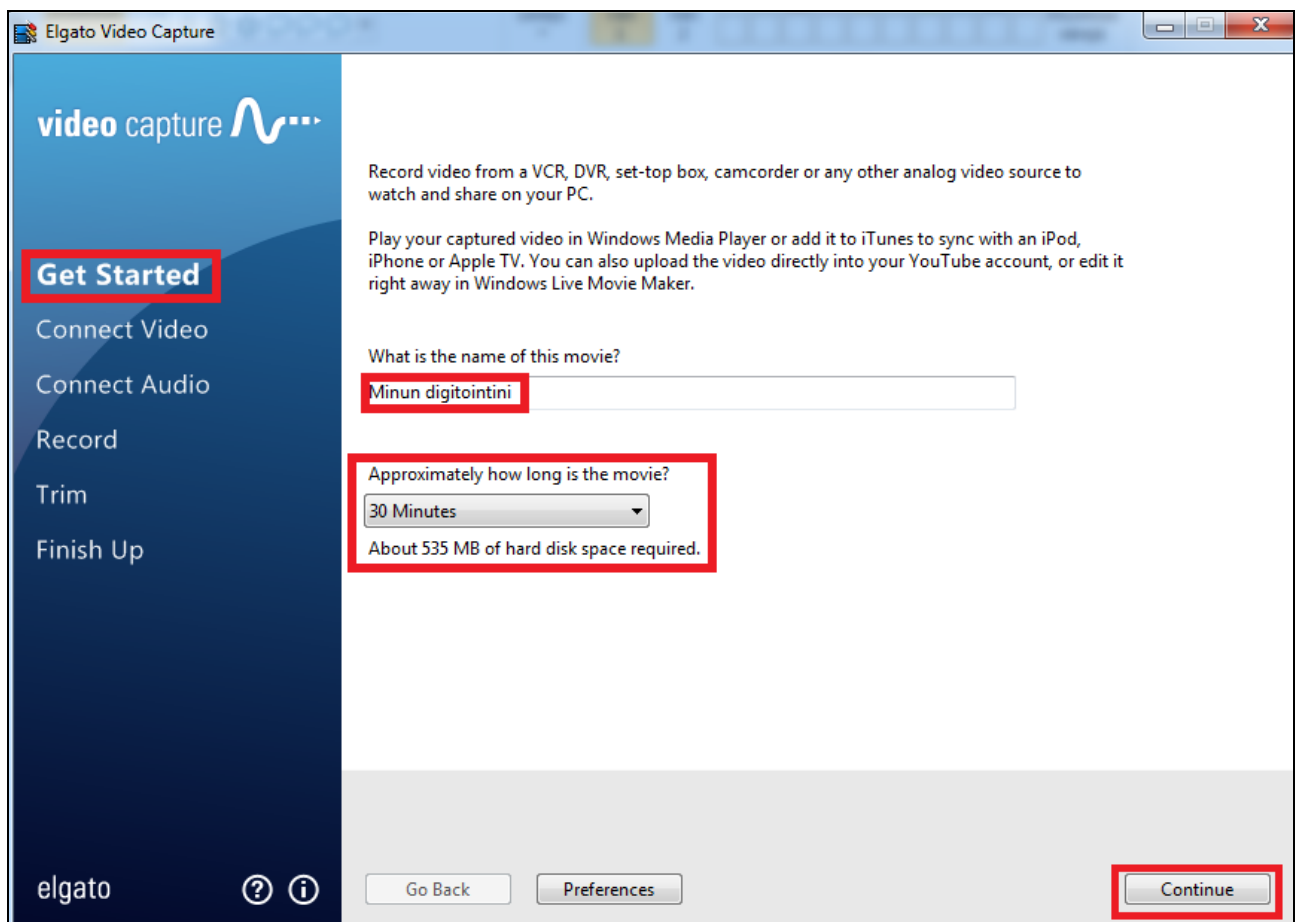 Elgato Video Capture
video capture
Get Started
Connect Video
Connect Audio
Record
Trim
Finish Up
elgato
Record video from a VCR, DVR, set-top box, camcorder or any other analog video source to
watch and share on your PC.
Play your captured video in Windows Media Player or add it to iTunes to sync with an iPod,
iPhone or Apple TV. You can also upload the video directly into your YouTube account, or edit it
right away in Windows Live Movie Maker.
What is the name of this movie?
Minun digitointini
Approximately how long is the movie?
30 Minutes
About 535 MB of hard disk space required.
Go Back
Preferences
Continue